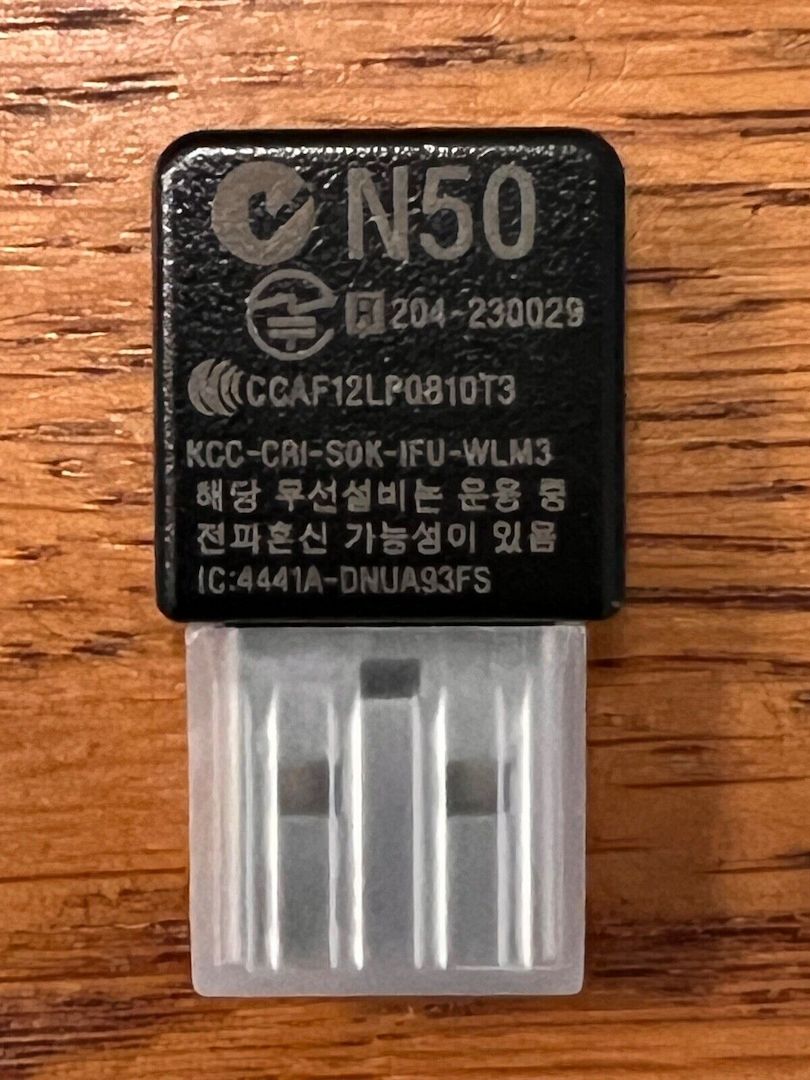 N50
R 204-230029
CCAF12LP0810T3
KCC-CRI-SOK-IFU-WLM3
해당 무선설비는 운용 중
전파혼신 가능성이 있음
IC:4441A-DNUA93FS